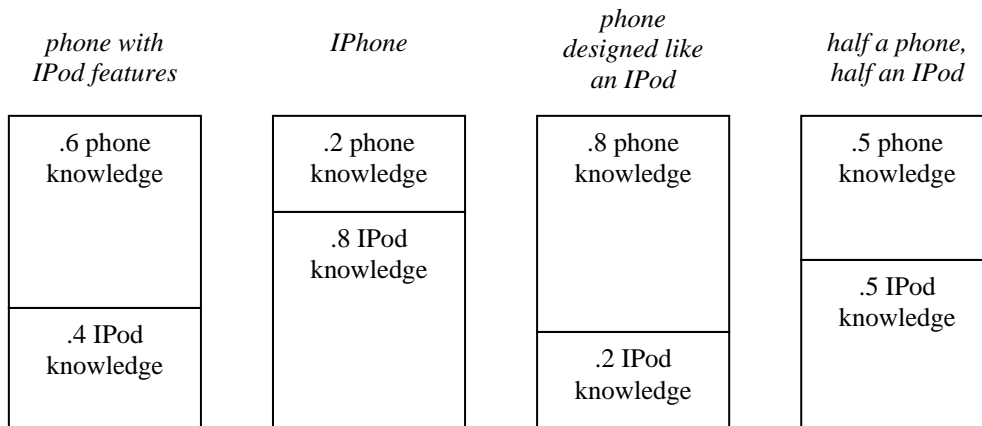 phone with
IPod features
IPhone
phone
designed like
an IPod
half a phone,
half an IPod
.6 phone
knowledge
.4 IPod
knowledge
.2 phone
knowledge
.8 IPod
knowledge
.8 phone
knowledge
.2 IPod
knowledge
.5 phone
knowledge
.5 IPod
knowledge